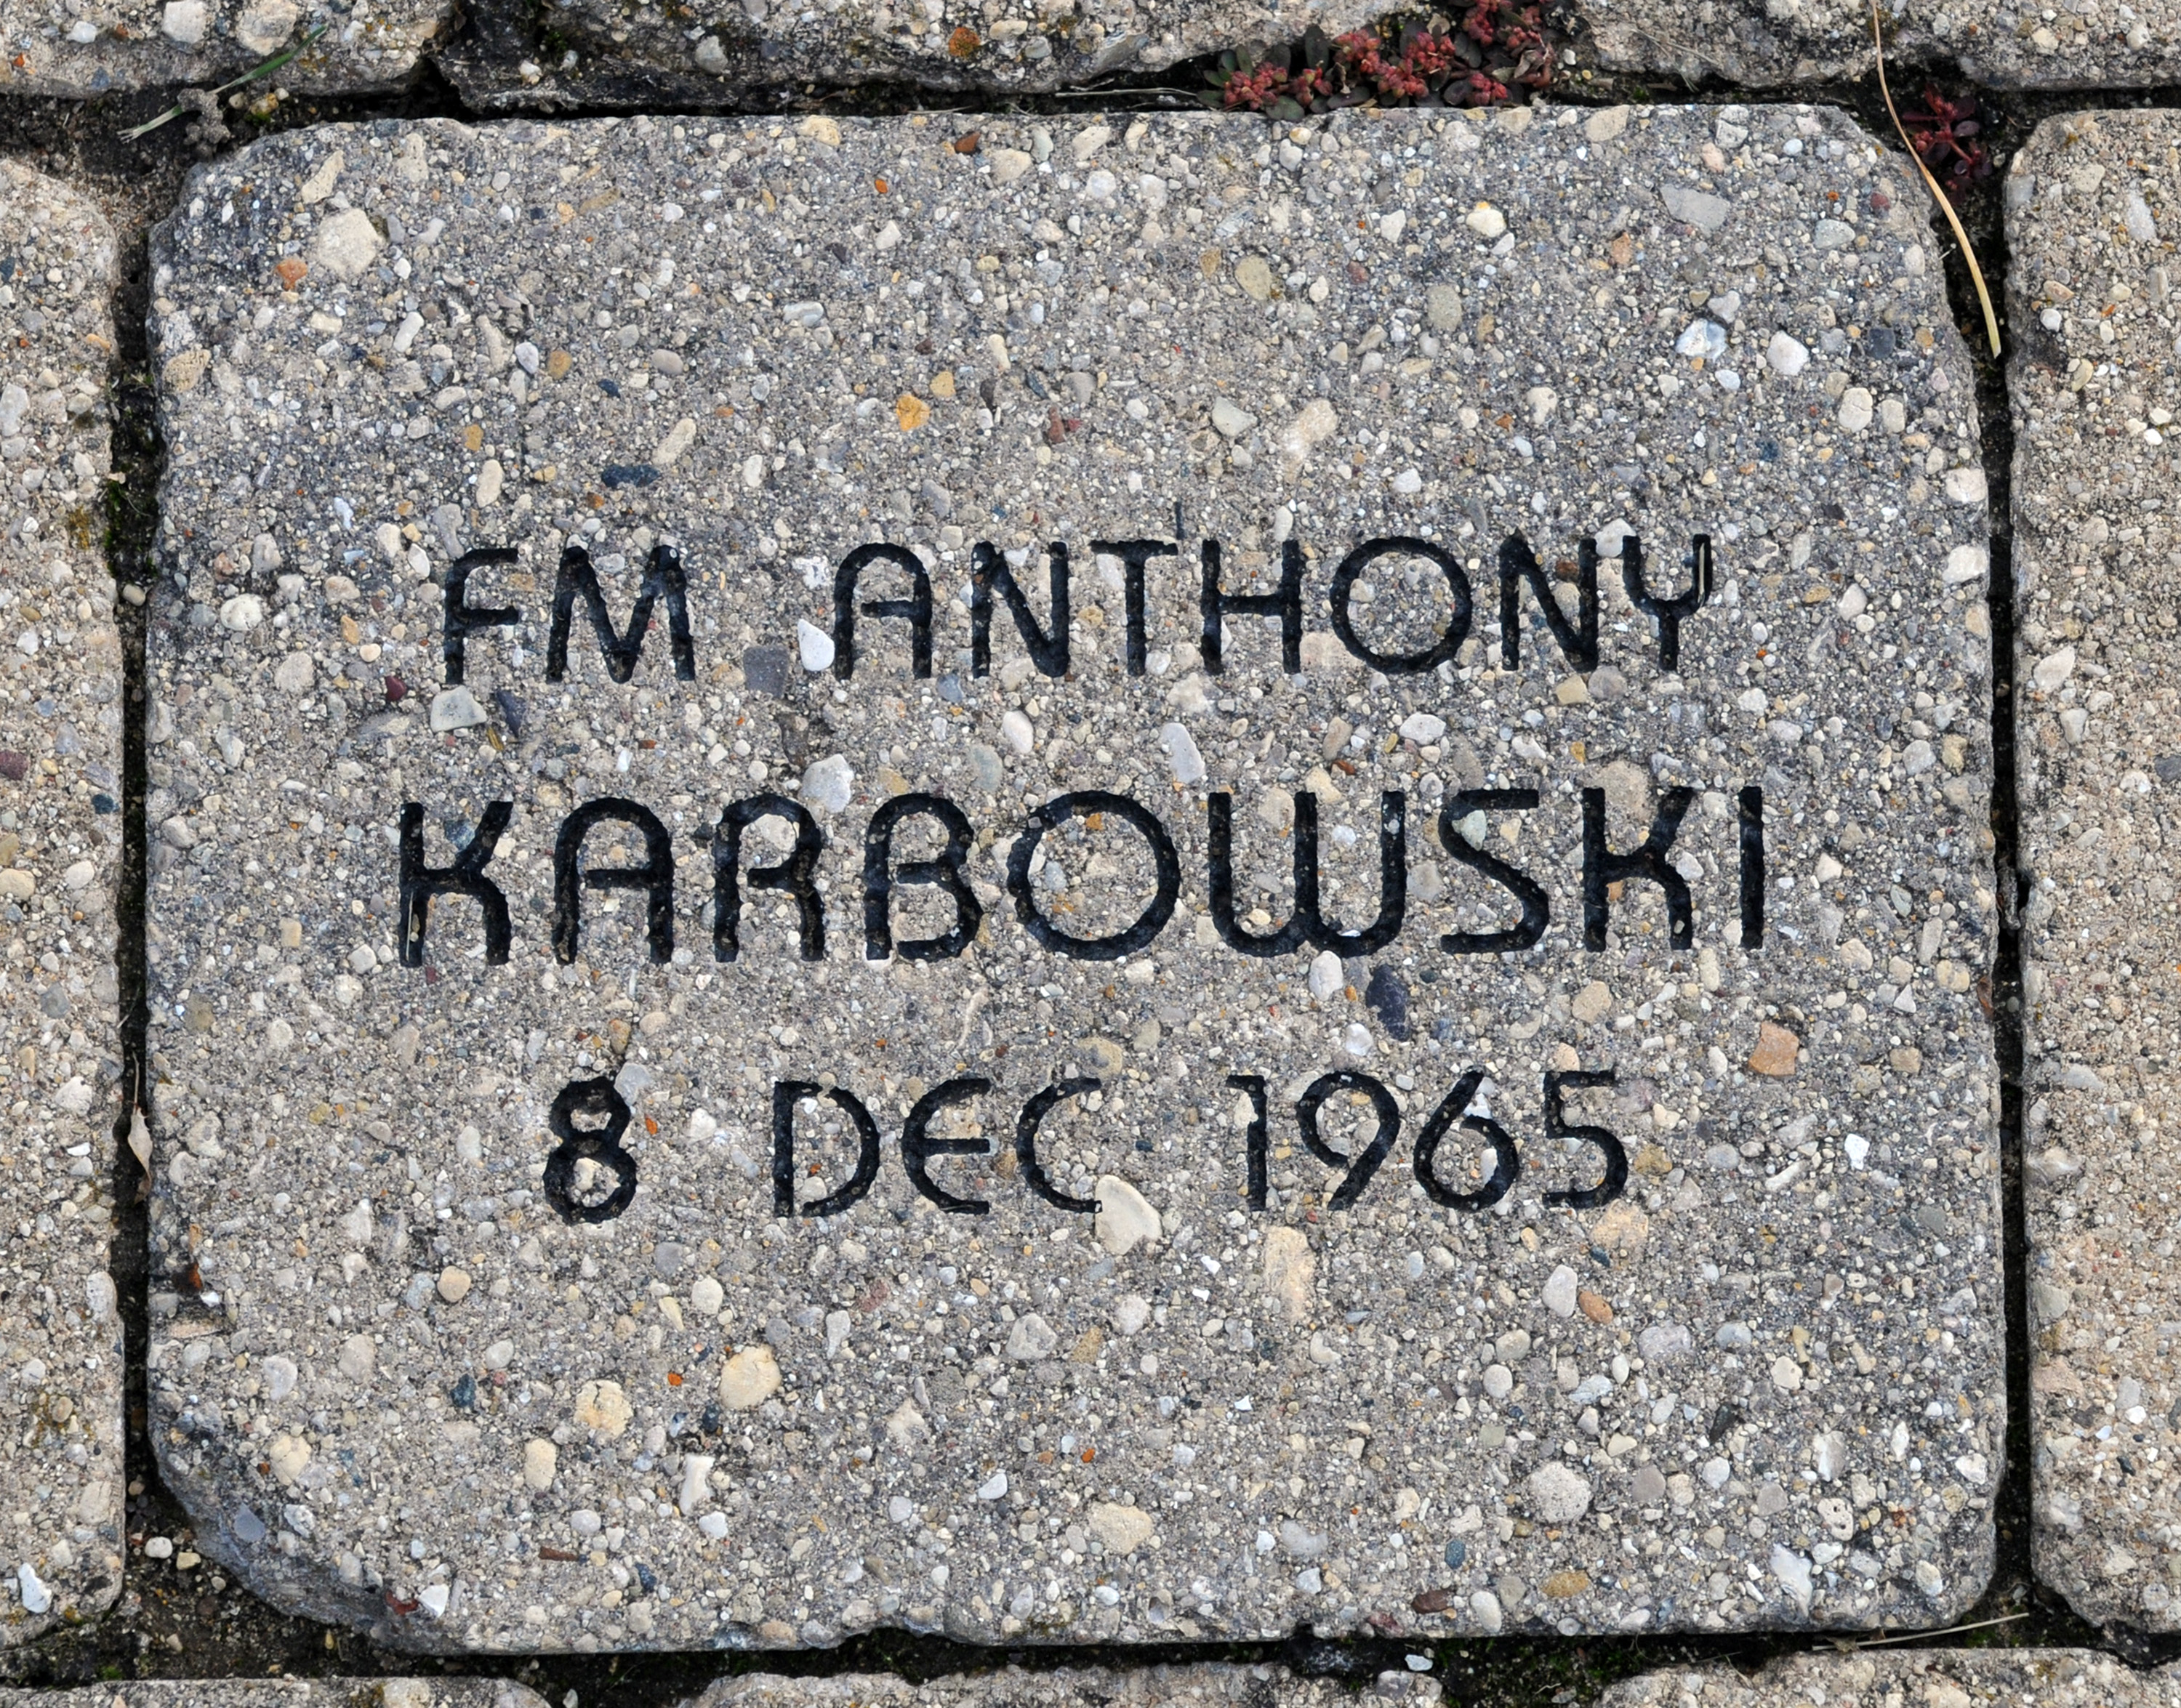 FM ANTHONY
KARBOWSKI
8 DEC 1965